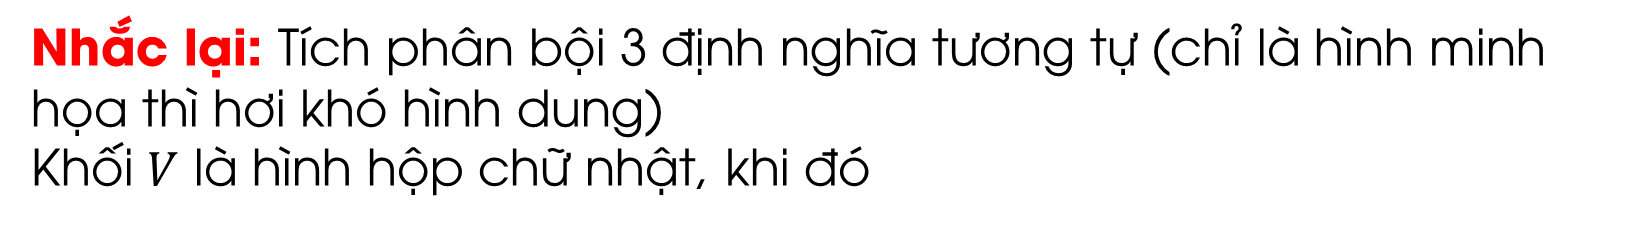 Nhắc lại: Tích phân bội 3 định nghĩa tương tự (chỉ là hình minh
họa thì hơi khó hình dung)
Khối V là hình hộp chữ nhật, khi đó